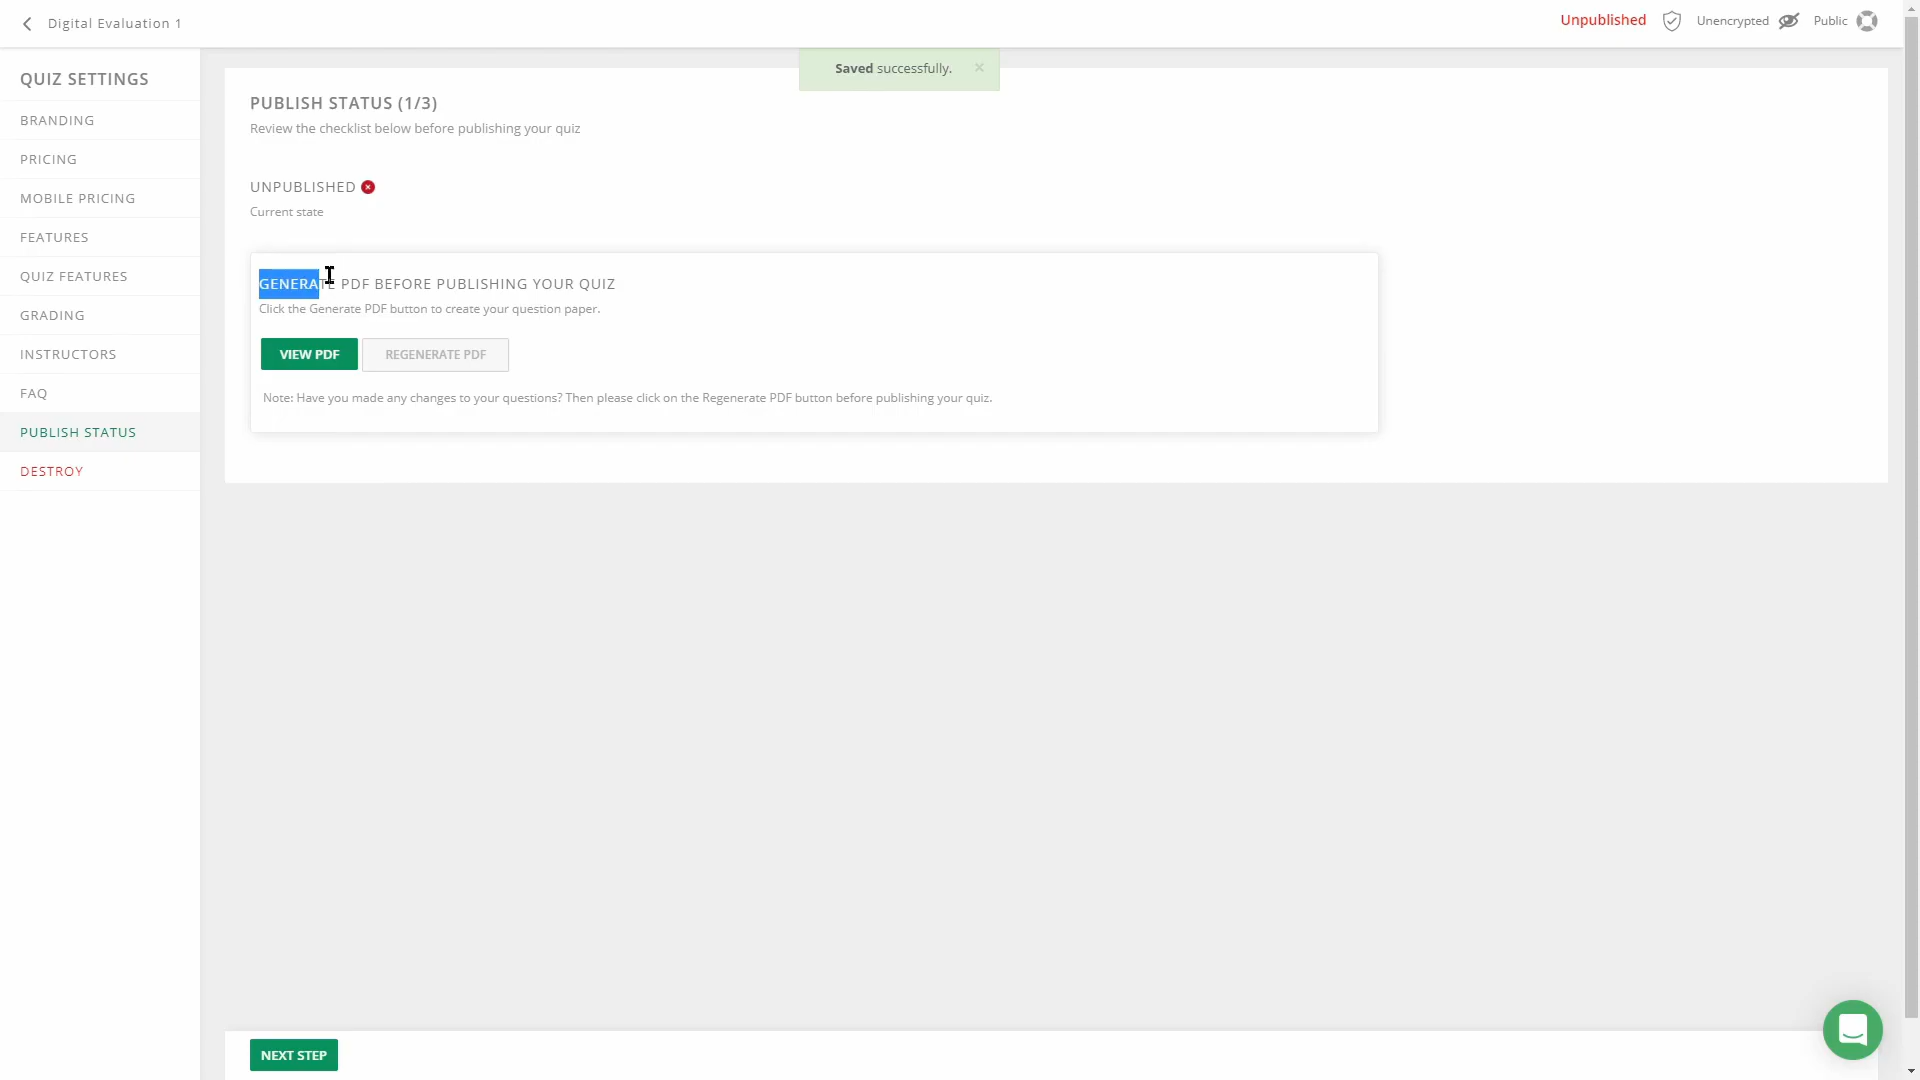 Digital Evaluation 1
Unpublished
Unencrypted
Public
Saved successfully.
QUIZ SETTINGS
BRANDING
PRICING
MOBILE PRICING
FEATURES
QUIZ FEATURES
GRADING
INSTRUCTORS
FAQ
PUBLISH STATUS
DESTROY
PUBLISH STATUS (1/3)
Review the checklist below before publishing your quiz
UNPUBLISHED
Current state
GENERATE PDF BEFORE PUBLISHING YOUR QUIZ
Click the Generate PDF button to create your question paper.
VIEW PDF
REGENERATE PDF
Note: Have you made any changes to your questions? Then please click on the Regenerate PDF button before publishing your quiz.
NEXT STEP